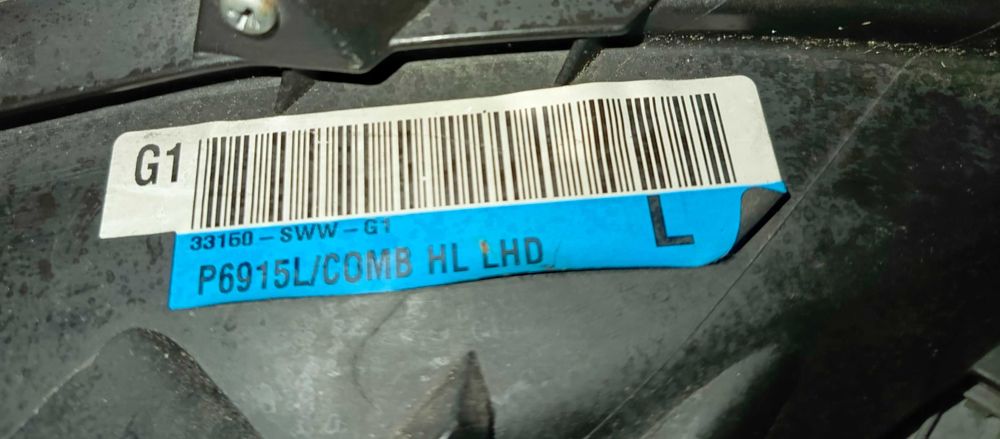 G1
33150-SWW-G1
P6915L/COMB HL LHD
L